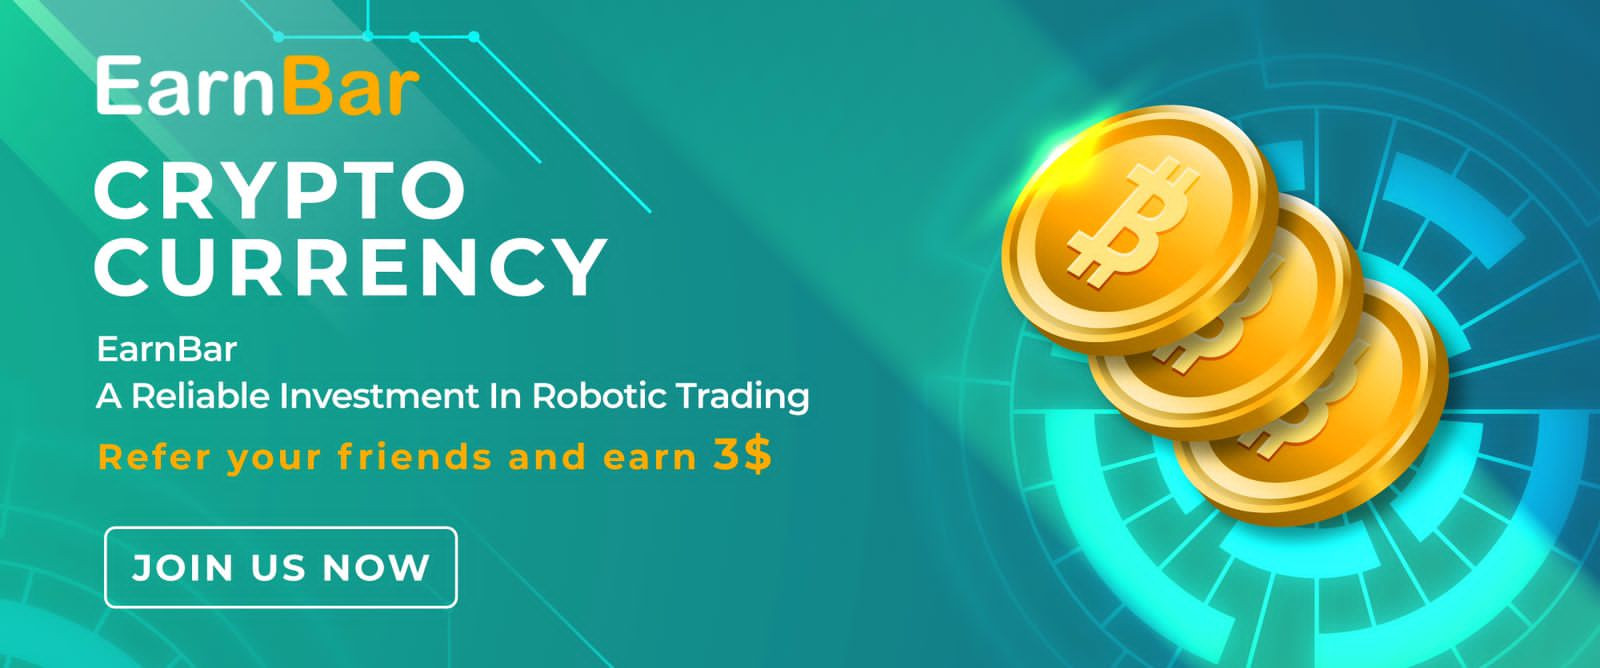 EarnBar
CRYPTO
CURRENCY
EarnBar
A Reliable Investment In Robotic Trading
Refer your friends and earn 3$
JOIN US NOW